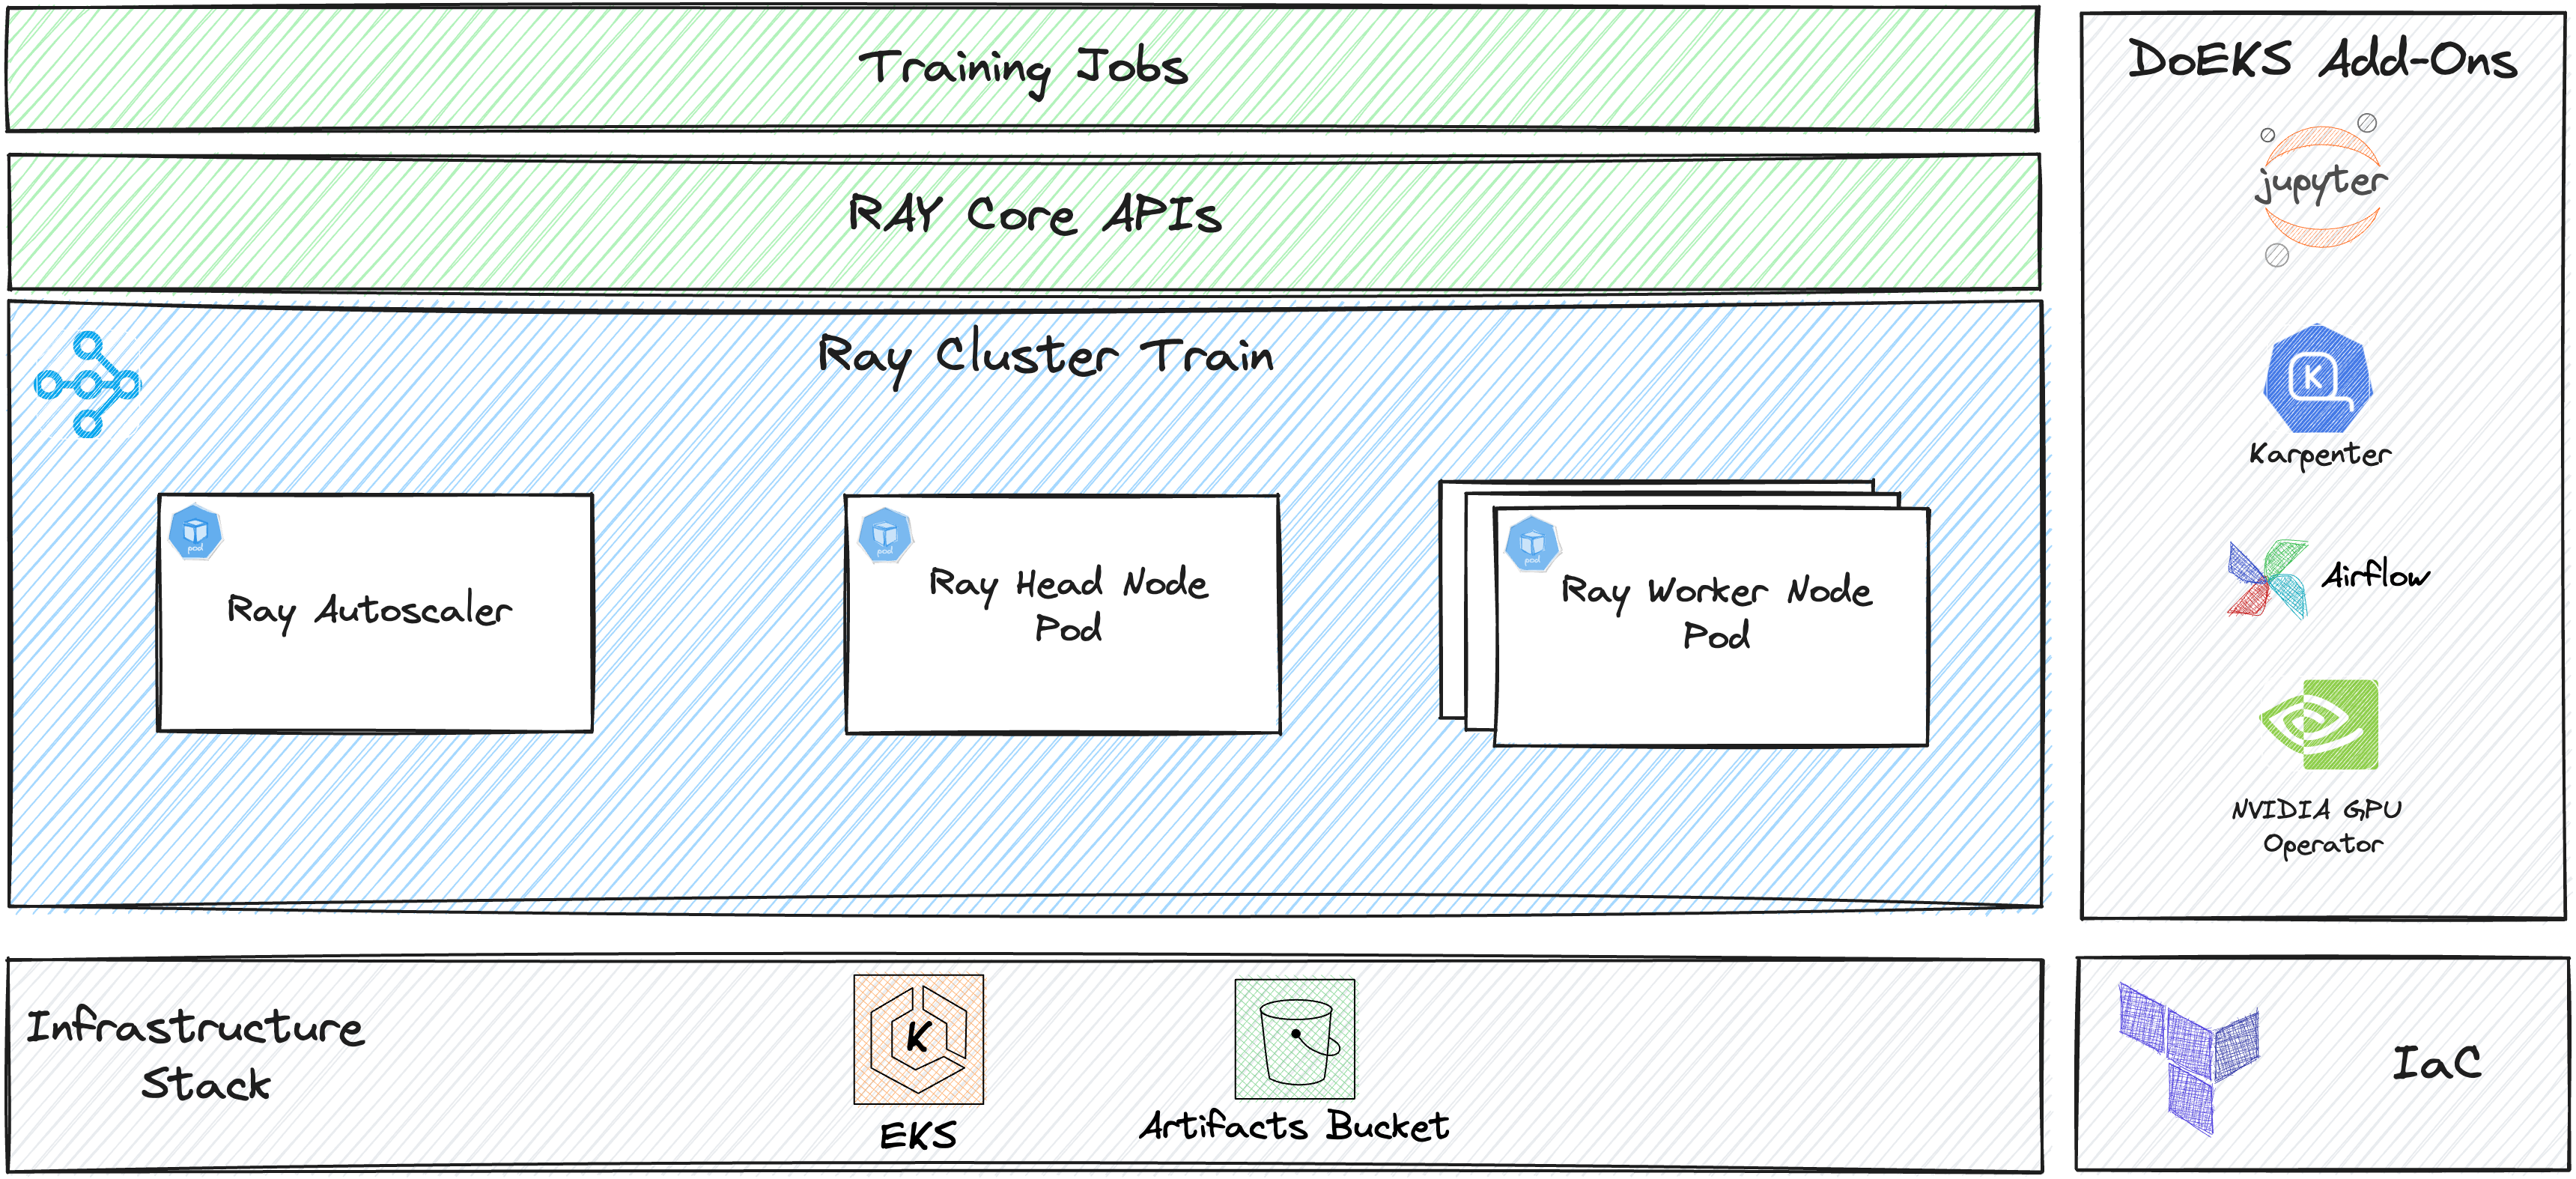 Training Jobs
RAY Core APIs
Ray Cluster Train
pod
Ray Autoscaler
pod
Ray Head Node
Pod
pod
Ray Worker Node
Pod
DoEKS Add-Ons
jupyter
K
Karpenter
Airflow
NVIDIA GPU
Operator
Infrastructure
Stack
K
EKS
Artifacts Bucket
IaC